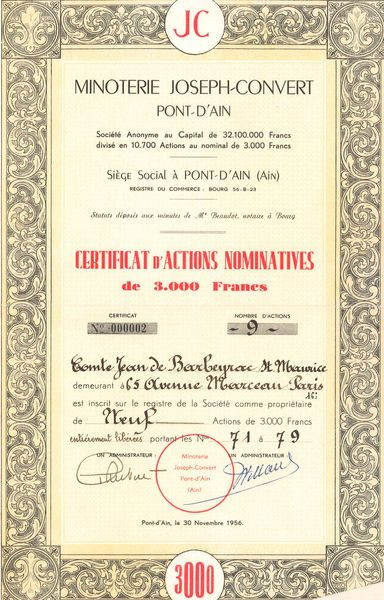 JC
MINOTERIE JOSEPH-CONVERT
PONT-D'AIN
Société Anonyme au Capital de 32.100.000 Francs
divisé en 10.700 Actions au nominal de 3.000 Francs
SIÈGE SOCIAL À PONT-D'AIN (AIN)
REGISTRE DU COMMERCE : BOURG 56-B-23
Statuts déposés aux minutes de Me Beaudot, notaire à Bourg
CERTIFICAT D'ACTIONS NOMINATIVES
de 3.000 Francs
CERTIFICAT NOMBRE D'ACTIONS
No 000002 - 9 -
Comte Jean de Barbeyrac St Maurice
demeurant à 65 Avenue Marceau Paris
16e
est inscrit sur le registre de la Société comme propriétaire
de Neuf Actions de 3.000 Francs
entièrement libérées portant les Nos 71 à 79
UN ADMINISTRATEUR : UN ADMINISTRATEUR :
Minoterie
Joseph-Convert
Pont-d'Ain
(Ain)
Pont-d'Ain, le 30 Novembre 1956.
3000